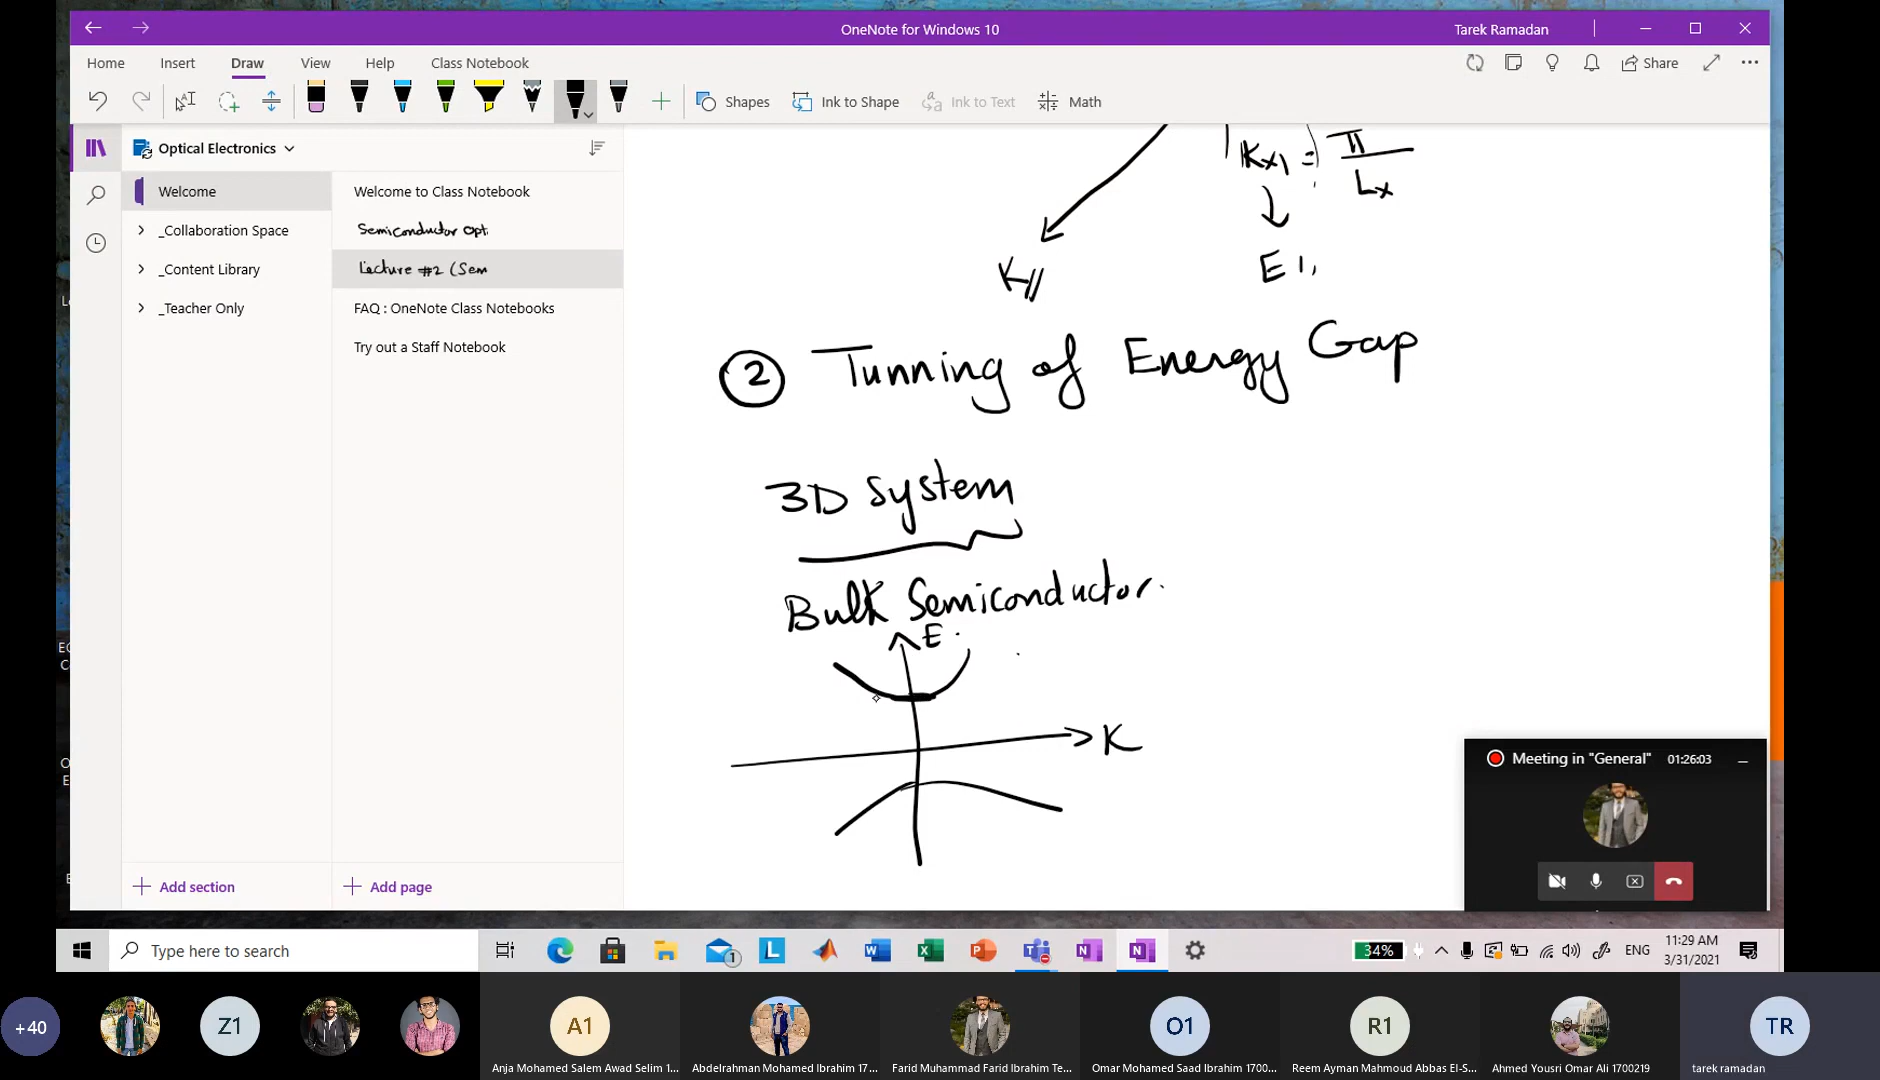 OneNote for Windows 10
Tarek Ramadan
Home Insert Draw View Help Class Notebook
Share
Shapes Ink to Shape Ink to Text Math
Optical Electronics
Welcome
_Collaboration Space
_Content Library
_Teacher Only
Welcome to Class Notebook
Semiconductor Opti
Lecture #2 (Sem
FAQ : OneNote Class Notebooks
Try out a Staff Notebook
Add section
Add page
Kx1 = π
Lx
E1
K//
2 Tunning of Energy Gap
3D System
Bulk Semiconductor.
E
K
Meeting in "General" 01:26:03
Type here to search
1
34%
ENG
11:29 AM
3/31/2021
+40
Z1
A1
O1
R1
TR
Anja Mohamed Salem Awad Selim 1...
Abdelrahman Mohamed Ibrahim 17...
Farid Muhammad Farid Ibrahim Te...
Omar Mohamed Saad Ibrahim 1700...
Reem Ayman Mahmoud Abbas El-S...
Ahmed Yousri Omar Ali 1700219
tarek ramadan